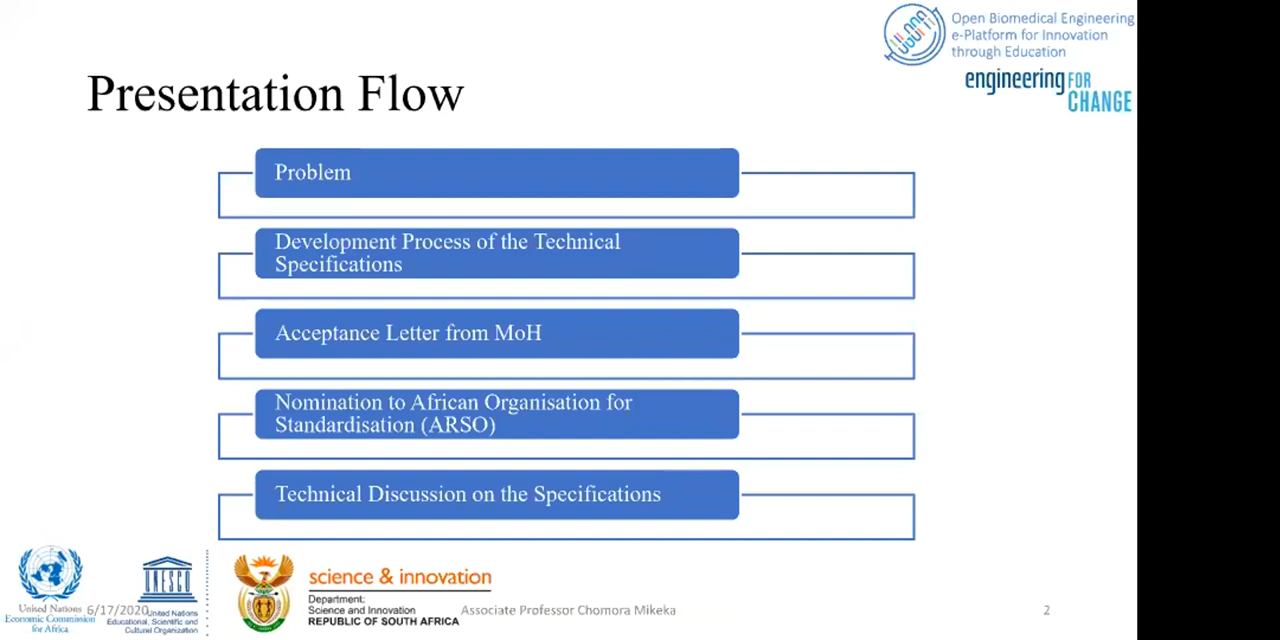 Open Biomedical Engineering
e-Platform for Innovation
through Education
engineering FOR
CHANGE
Presentation Flow
Problem
Development Process of the Technical
Specifications
Acceptance Letter from MoH
Nomination to African Organisation for
Standardisation (ARSO)
Technical Discussion on the Specifications
United Nations
Economic Commission
for Africa
6/17/2020
UNESCO
United Nations
Educational, Scientific and
Cultural Organization
science & innovation
Department:
Science and Innovation
REPUBLIC OF SOUTH AFRICA
Associate Professor Chomora Mikeka
2